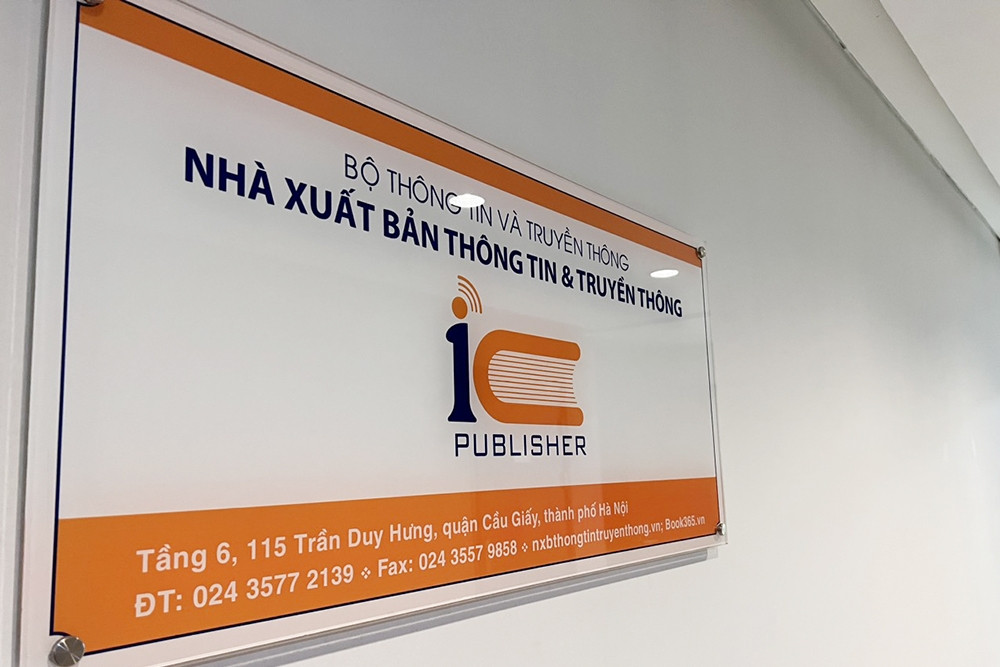 BỘ THÔNG TIN VÀ TRUYỀN THÔNG
NHÀ XUẤT BẢN THÔNG TIN & TRUYỀN THÔNG
ic
PUBLISHER
Tầng 6, 115 Trần Duy Hưng, quận Cầu Giấy, thành phố Hà Nội
ĐT: 024 3577 2139 ❖ Fax: 024 3557 9858 ❖ nxbthongtintruyenthong.vn; Book365.vn